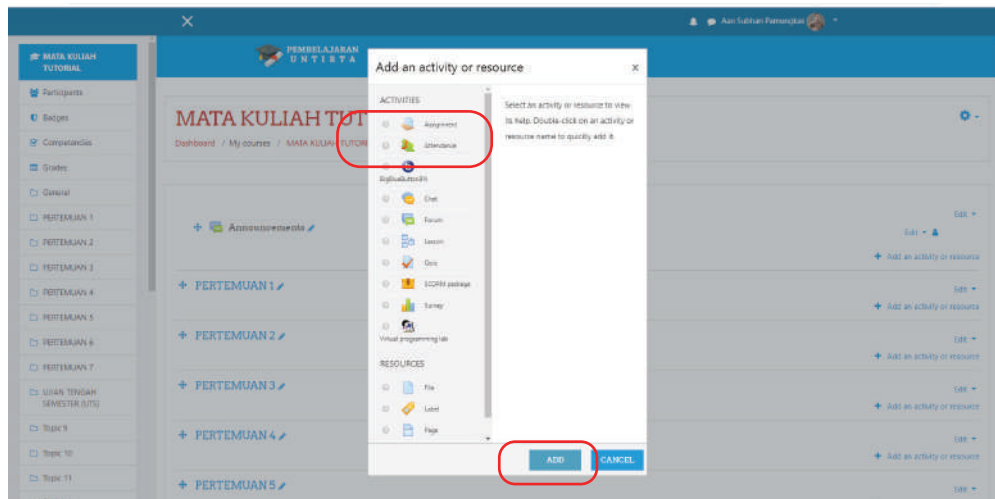 Aan Subhan Pamungkas
MATA KULIAH
TUTORIAL
PEMBELAJARAN
UNTIRTA
Participants
Badges
Competencies
Grades
General
PERTEMUAN 1
PERTEMUAN 2
PERTEMUAN 3
PERTEMUAN 4
PERTEMUAN 5
PERTEMUAN 6
PERTEMUAN 7
UJIAN TENGAH
SEMESTER (UTS)
Topic 9
Topic 10
Topic 11
MATA KULIAH TUT
Dashboard / My courses / MATA KULIAH TUTORI
Announcements
Edit
Edit
Add an activity or resource
PERTEMUAN 1
Edit
Add an activity or resource
PERTEMUAN 2
Edit
Add an activity or resource
PERTEMUAN 3
Edit
Add an activity or resource
PERTEMUAN 4
Edit
Add an activity or resource
PERTEMUAN 5
Edit
Add an activity or resource
x
ACTIVITIES
Assignment
Attendance
BigBlueButtonBN
Chat
Forum
Lesson
Quiz
SCORM package
Survey
Virtual programming lab
RESOURCES
File
Label
Page
Select an activity or resource to view
its help. Double-click on an activity or
resource name to quickly add it.
ADD
CANCEL